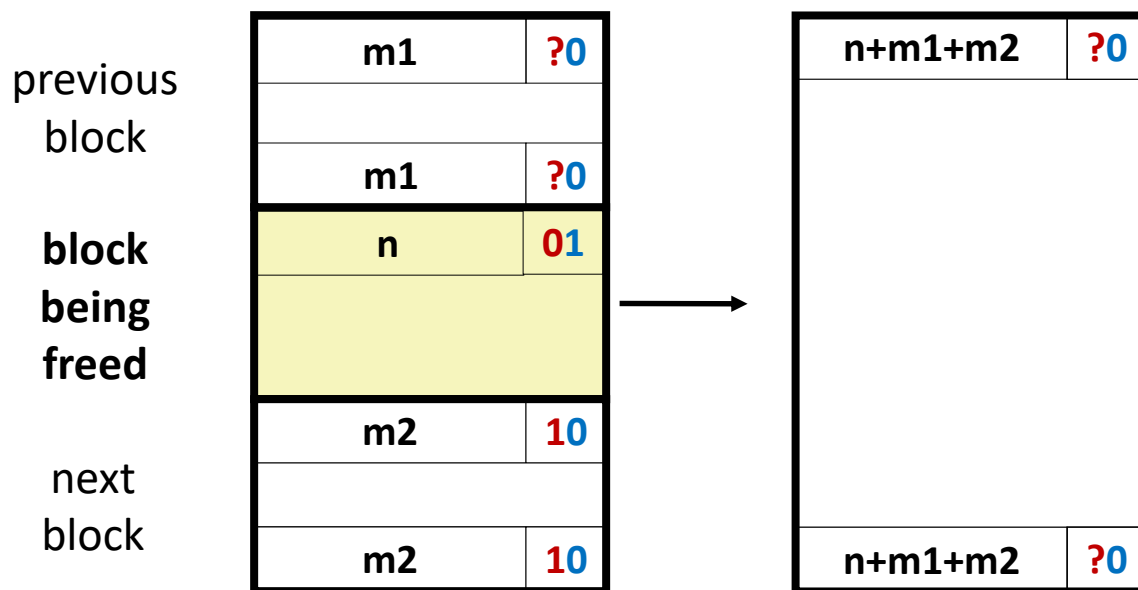 previous
block
m1 ?0
m1 ?0
block
being
freed
n 01
next
block
m2 10
m2 10
n+m1+m2 ?0
n+m1+m2 ?0